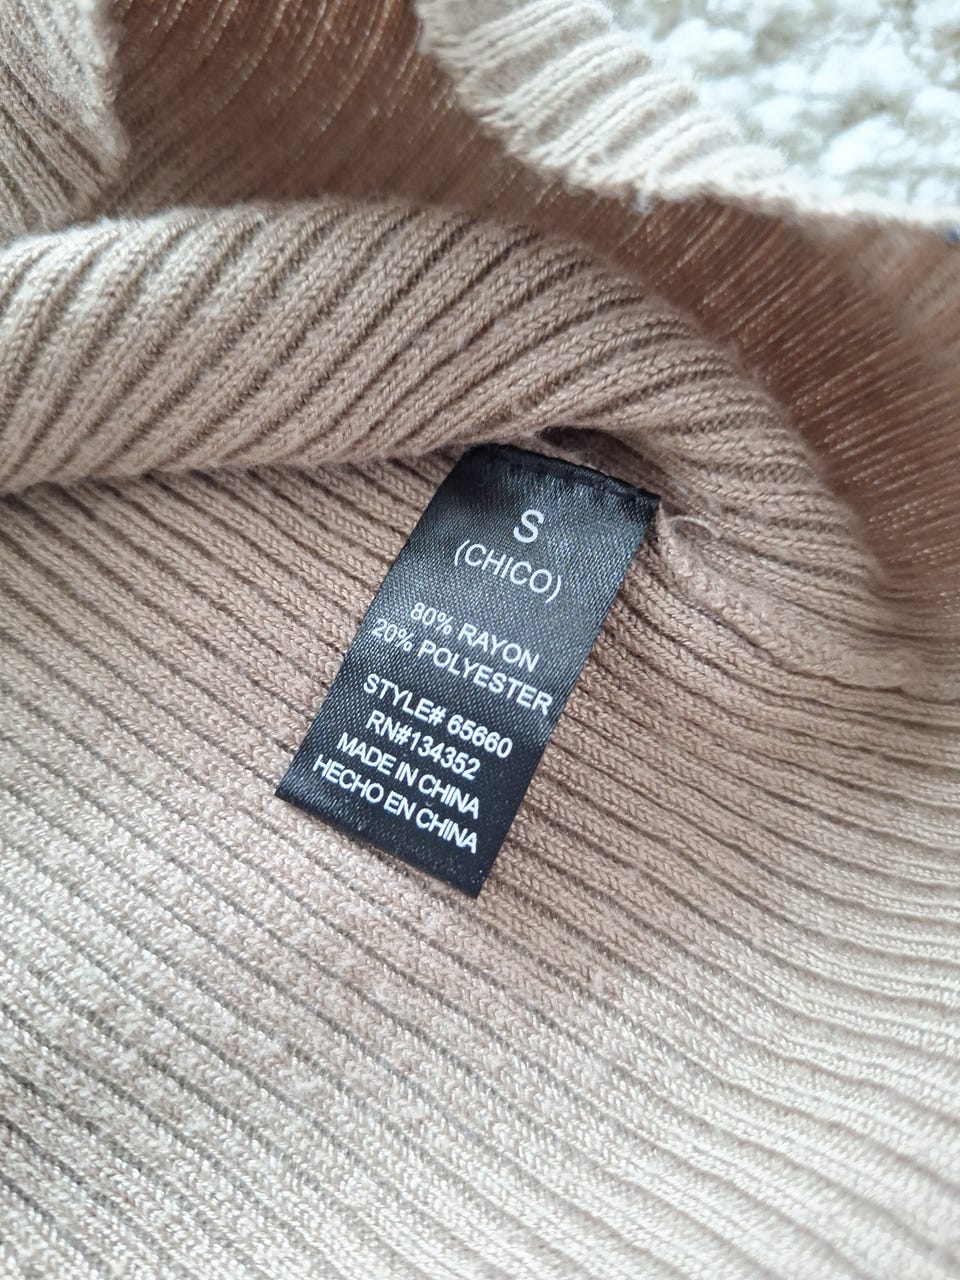 S
(CHICO)
80% RAYON
20% POLYESTER
STYLE# 65660
RN#134352
MADE IN CHINA
HECHO EN CHINA